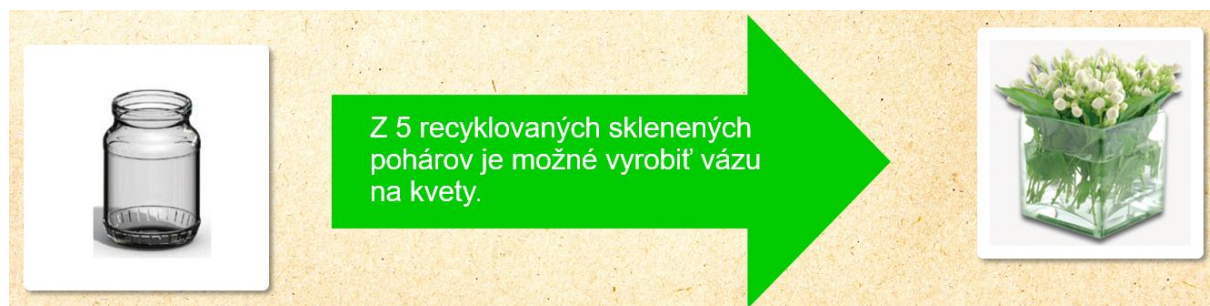 Z 5 recyklovaných sklenených
pohárov je možné vyrobiť vázu
na kvety.